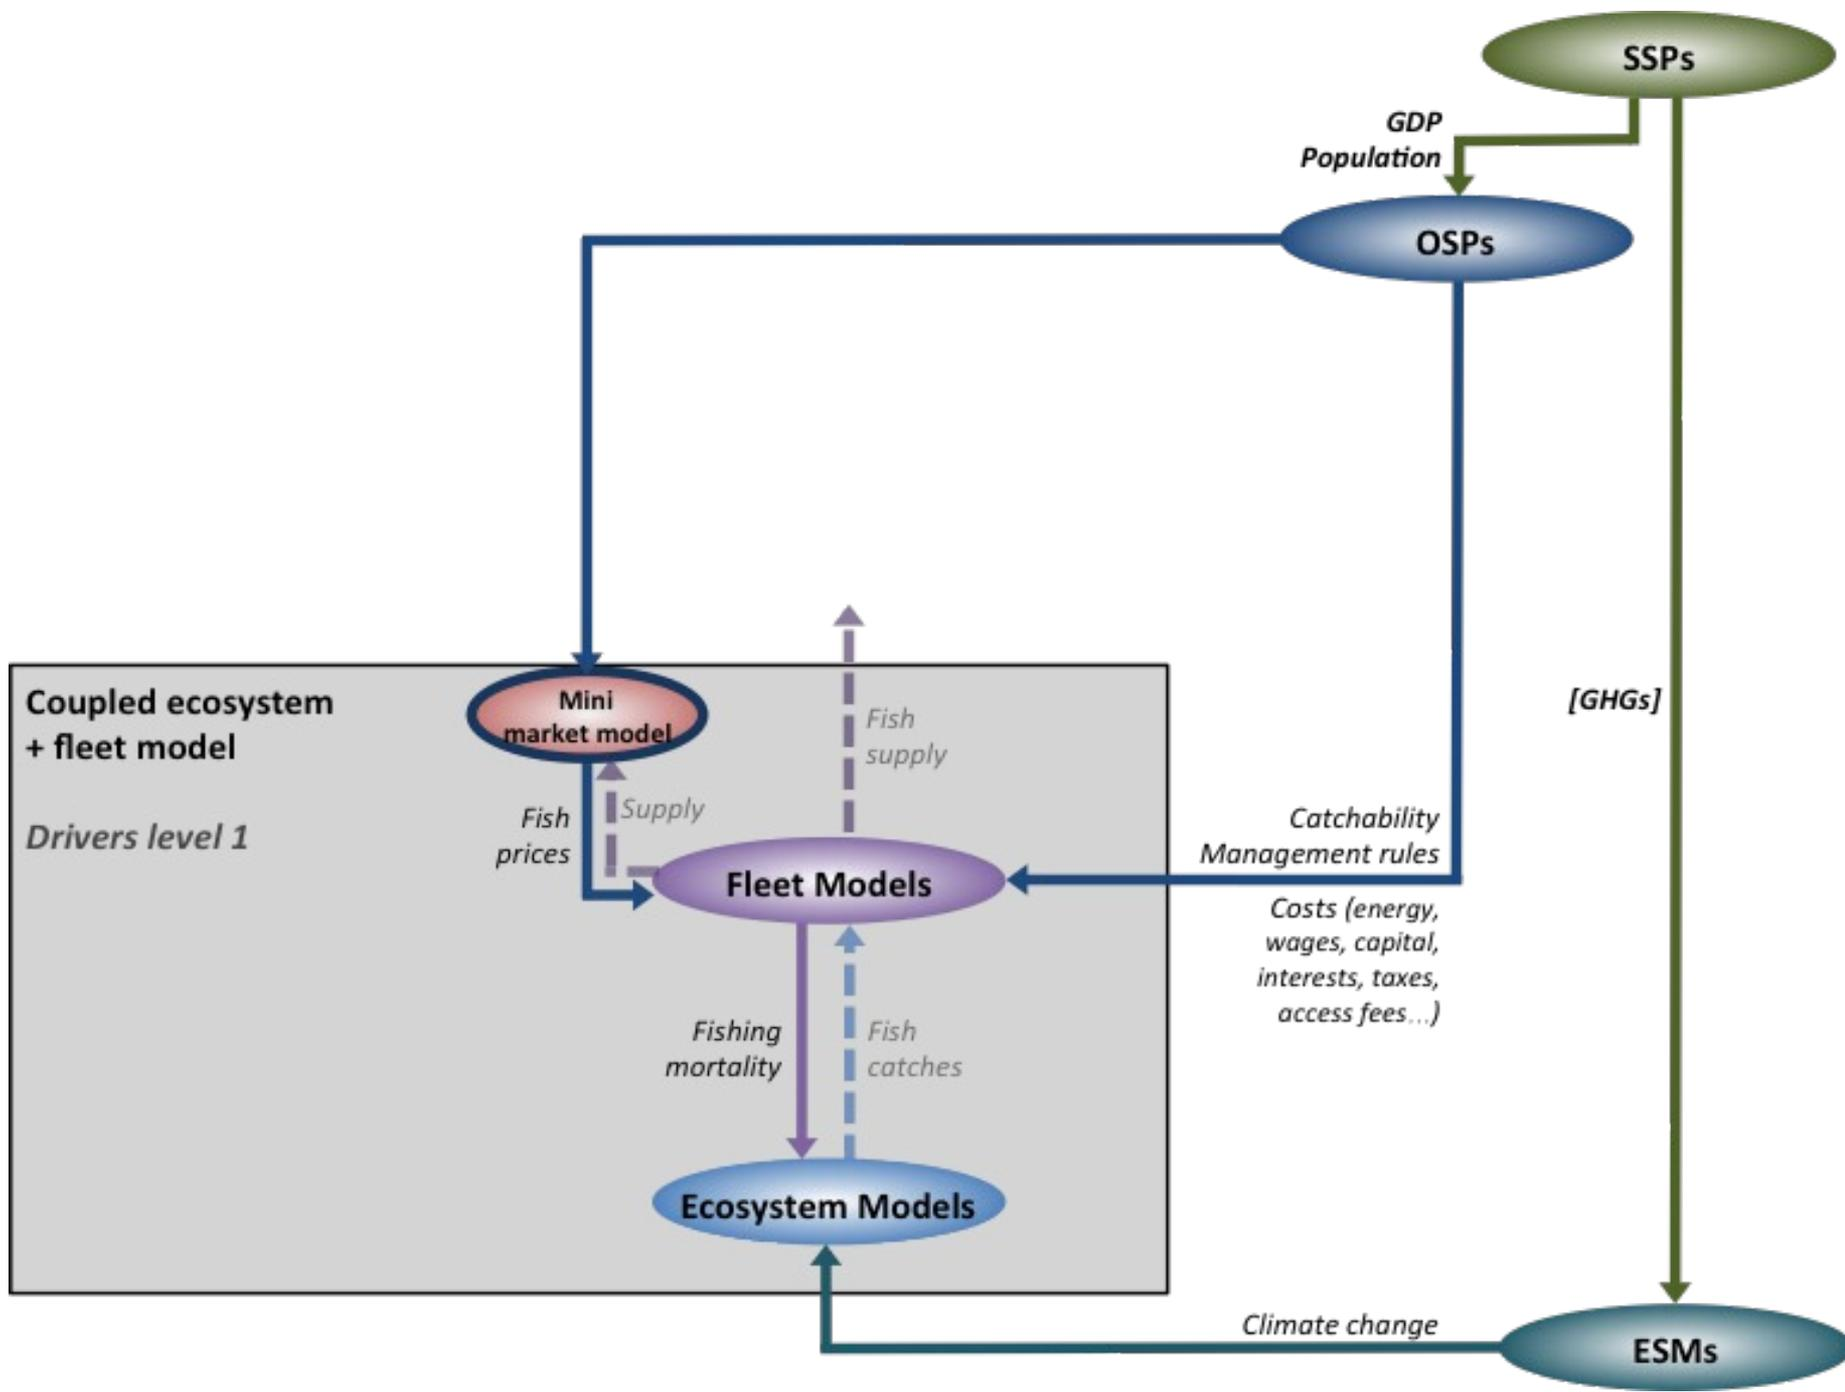 SSPs
GDP
Population
OSPs
[GHGs]
Coupled ecosystem
+ fleet model
Drivers level 1
Mini
market model
Fish
supply
Supply
Fish
prices
Fleet Models
Catchability
Management rules
Costs (energy,
wages, capital,
interests, taxes,
access fees...)
Fishing
mortality
Fish
catches
Ecosystem Models
Climate change
ESMs